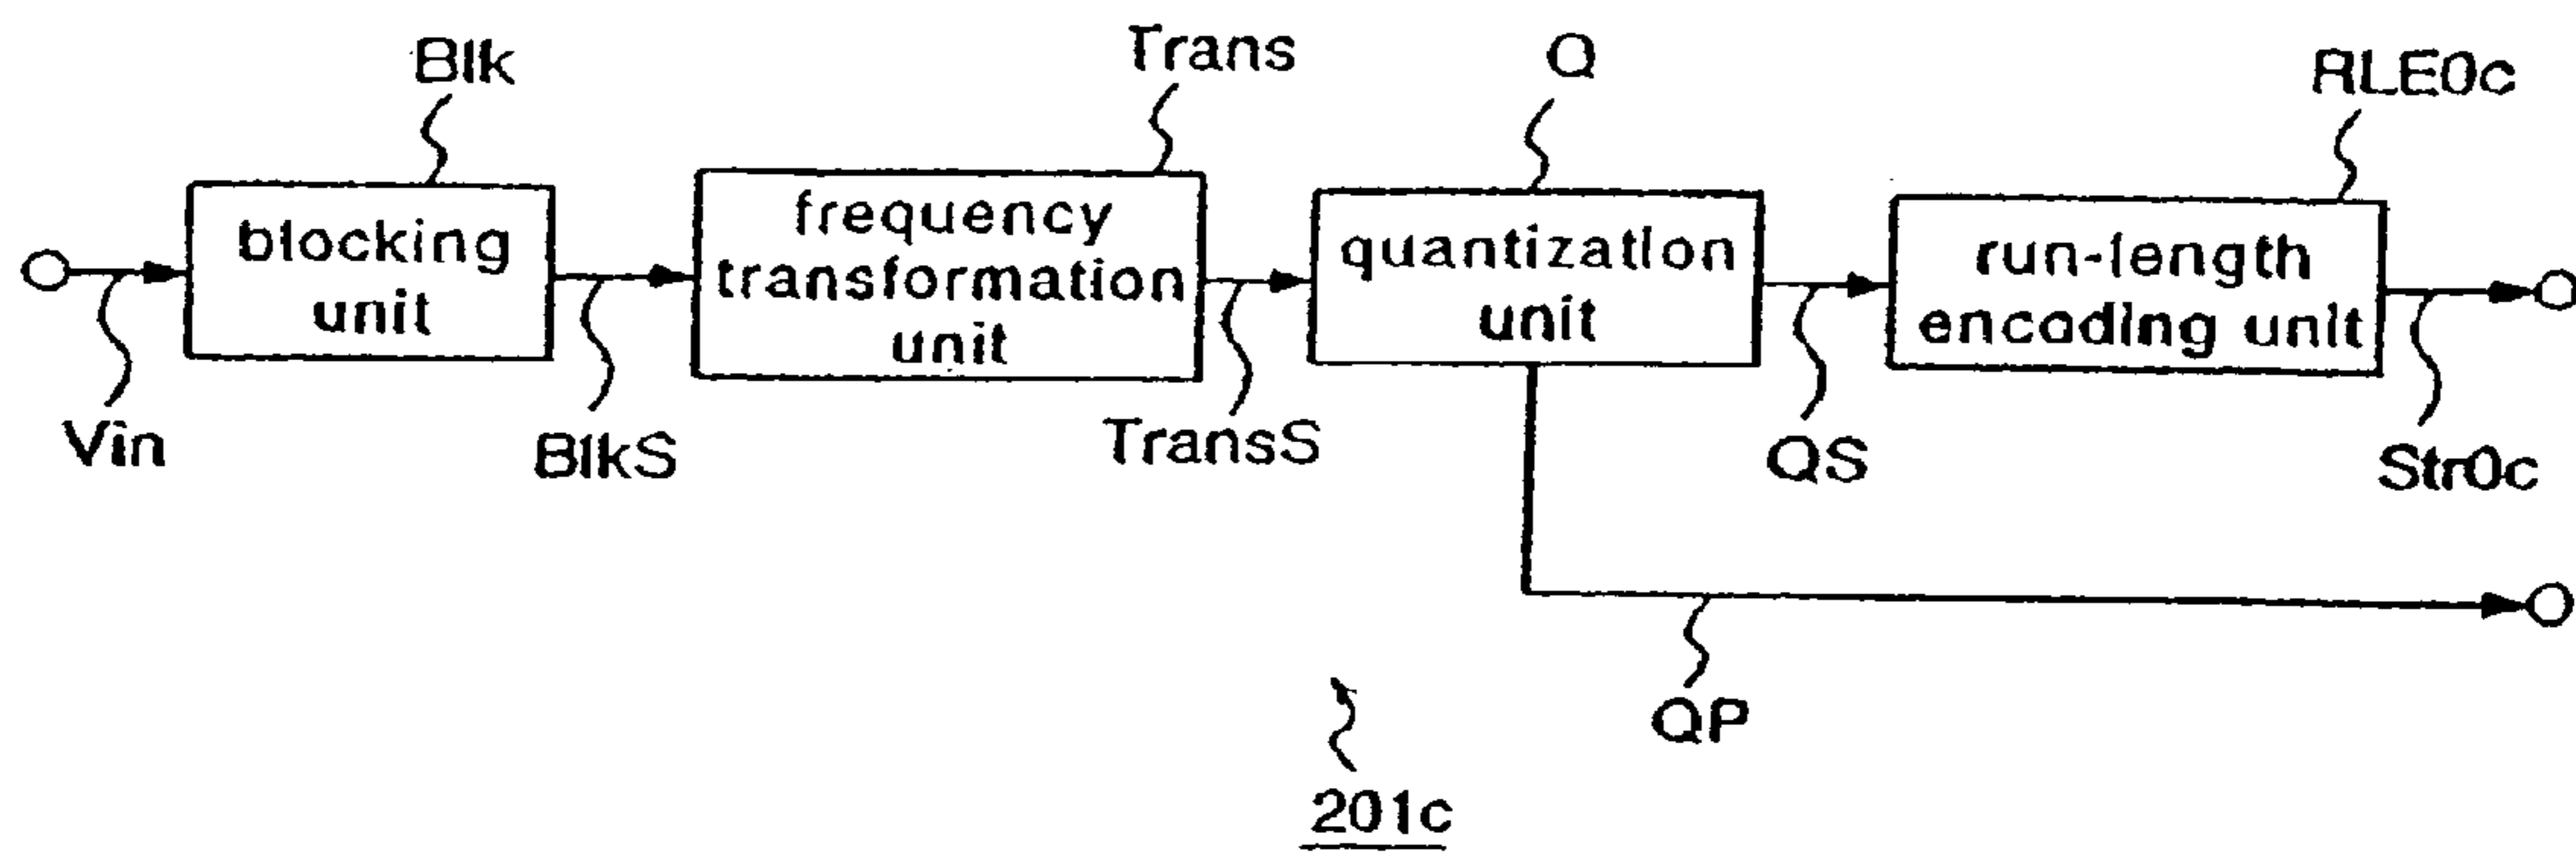 Blk
Trans
Q
RLE0c
blocking
unit
frequency
transformation
unit
quantization
unit
run-length
encoding unit
Vin
BlkS
TransS
QS
Str0c
QP
201c